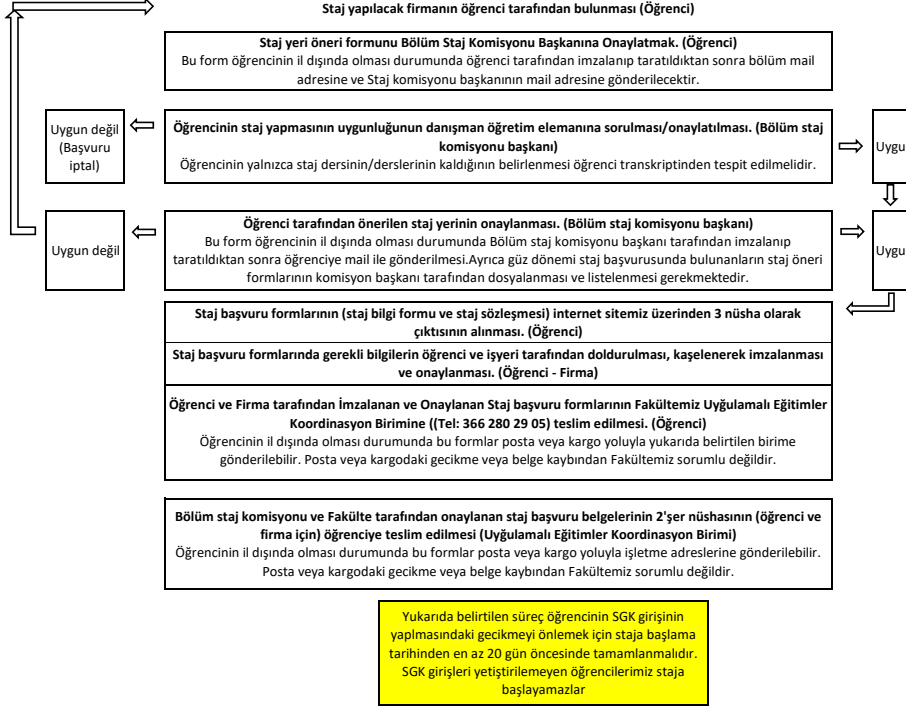 Staj yapılacak firmanın öğrenci tarafından bulunması (Öğrenci)
Staj yeri öneri formunu Bölüm Staj Komisyonu Başkanına Onaylatmak. (Öğrenci)
Bu form öğrencinin il dışında olması durumunda öğrenci tarafından imzalanıp taratıldıktan sonra bölüm mail
adresine ve Staj komisyonu başkanının mail adresine gönderilecektir.
Uygun değil
(Başvuru
iptal)
Öğrencinin staj yapmasının uygunluğunun danışman öğretim elemanına sorulması/onaylatılması. (Bölüm staj
komisyonu başkanı)
Öğrencinin yalnızca staj dersinin/derslerinin kaldığının belirlenmesi öğrenci transkriptinden tespit edilmelidir.
Uygu
Uygun değil
Öğrenci tarafından önerilen staj yerinin onaylanması. (Bölüm staj komisyonu başkanı)
Bu form öğrencinin il dışında olması durumunda Bölüm staj komisyonu başkanı tarafından imzalanıp
taratıldıktan sonra öğrenciye mail ile gönderilmesi.Ayrıca güz dönemi staj başvurusunda bulunanların staj öneri
formlarının komisyon başkanı tarafından dosyalanması ve listelenmesi gerekmektedir.
Uygu
Staj başvuru formlarının (staj bilgi formu ve staj sözleşmesi) internet sitemiz üzerinden 3 nüsha olarak
çıktısının alınması. (Öğrenci)
Staj başvuru formlarında gerekli bilgilerin öğrenci ve işyeri tarafından doldurulması, kaşelenerek imzalanması
ve onaylanması. (Öğrenci - Firma)
Öğrenci ve Firma tarafından İmzalanan ve Onaylanan Staj başvuru formlarının Fakültemiz Uyğulamalı Eğitimler
Koordinasyon Birimine ((Tel: 366 280 29 05) teslim edilmesi. (Öğrenci)
Öğrencinin il dışında olması durumunda bu formlar posta veya kargo yoluyla yukarıda belirtilen birime
gönderilebilir. Posta veya kargodaki gecikme veya belge kaybından Fakültemiz sorumlu değildir.
Bölüm staj komisyonu ve Fakülte tarafından onaylanan staj başvuru belgelerinin 2'şer nüshasının (öğrenci ve
firma için) öğrenciye teslim edilmesi (Uygulamalı Eğitimler Koordinasyon Birimi)
Öğrencinin il dışında olması durumunda bu formlar posta veya kargo yoluyla işletme adreslerine gönderilebilir.
Posta veya kargodaki gecikme veya belge kaybından Fakültemiz sorumlu değildir.
Yukarıda belirtilen süreç öğrencinin SGK girişinin
yaplmasındaki gecikmeyi önlemek için staja başlama
tarihinden en az 20 gün öncesinde tamamlanmalıdır.
SGK girişleri yetiştirilemeyen öğrencilerimiz staja
başlayamazlar